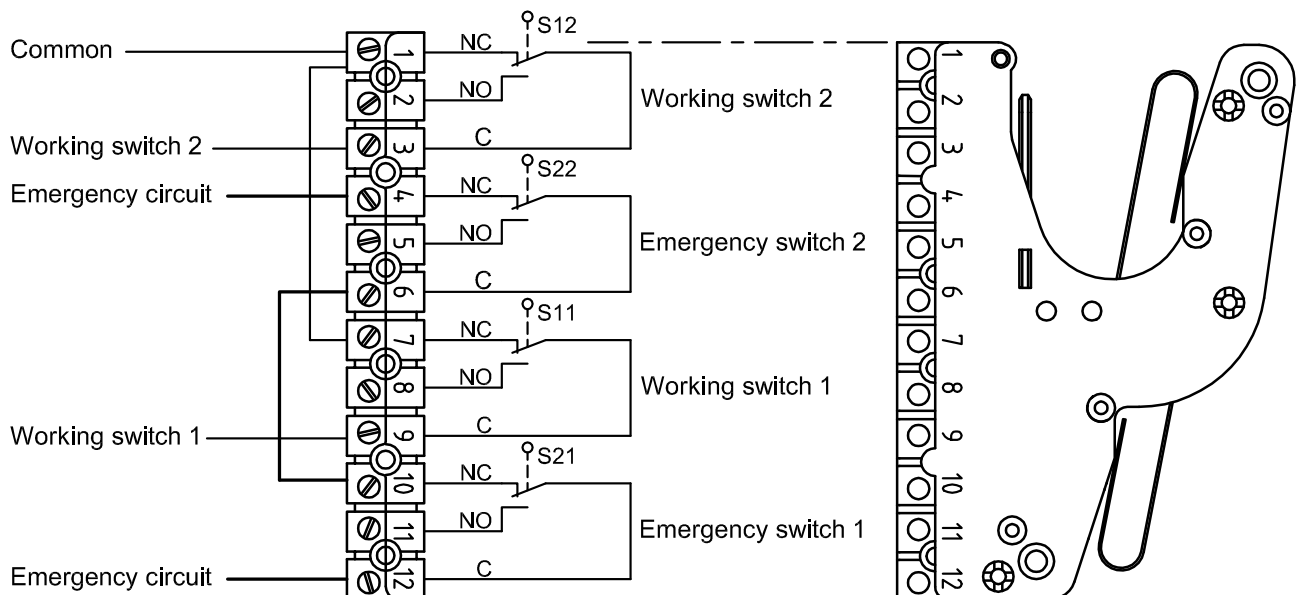 Common
Working switch 2
Emergency circuit
Working switch 1
Emergency circuit
1
2
3
4
5
6
7
8
9
10
11
12
NC
NO
C
S12
Working switch 2
NC
NO
C
S22
Emergency switch 2
NC
NO
C
S11
Working switch 1
NC
NO
C
S21
Emergency switch 1
1
2
3
4
5
6
7
8
9
10
11
12